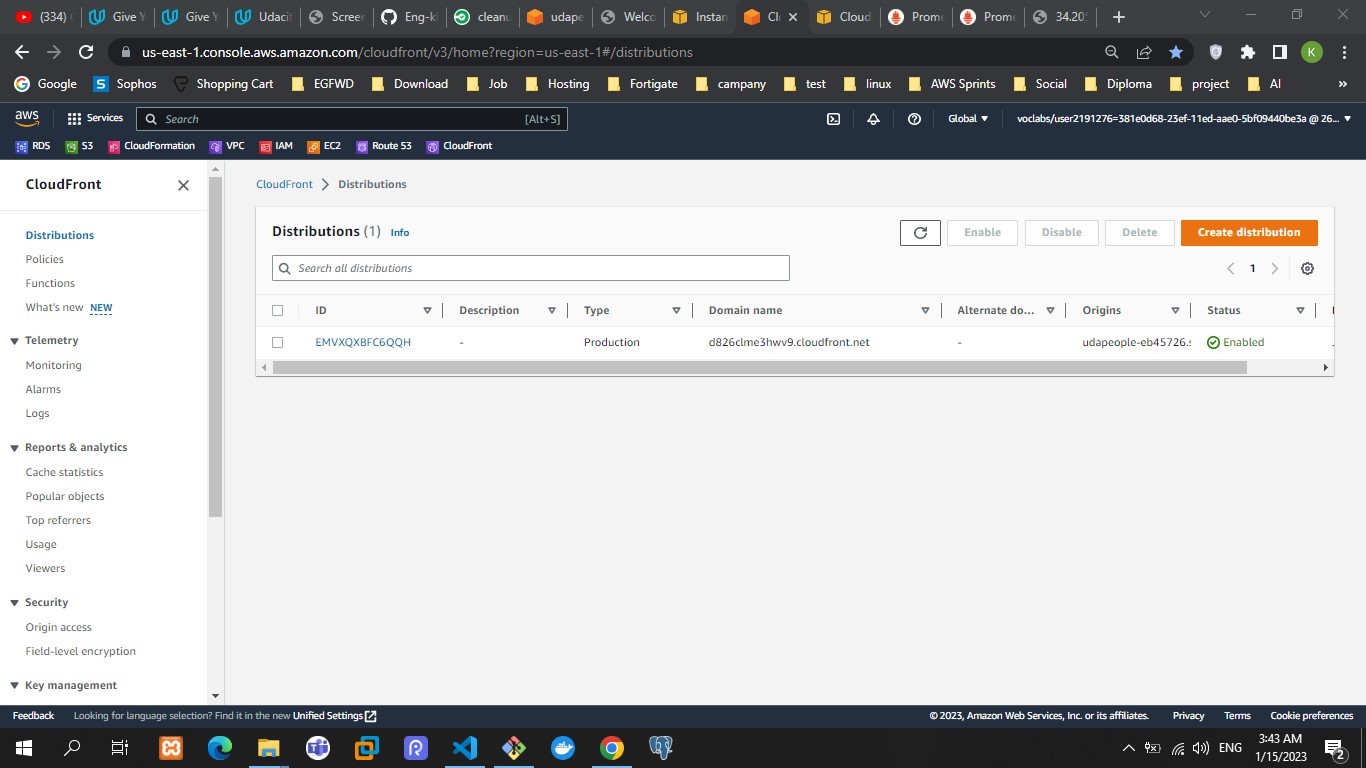 (334)
Give Y
Give Y
Udacit
Screer
Eng-kl
cleanu
udape
Welco
Instan
Cl
Cloud
Prome
Prome
34.20
us-east-1.console.aws.amazon.com/cloudfront/v3/home?region=us-east-1#/distributions
K
Google
Sophos
Shopping Cart
EGFWD
Download
Job
Hosting
Fortigate
campany
test
linux
AWS Sprints
Social
Diploma
project
AI
»
aws
Services
Search
[Alt+S]
Global
voclabs/user2191276=381e0d68-23ef-11ed-aae0-5bf09440be3a @ 26...
RDS
S3
CloudFormation
VPC
IAM
EC2
Route 53
CloudFront
CloudFront
Distributions
Policies
Functions
What's new NEW
Telemetry
Monitoring
Alarms
Logs
Reports & analytics
Cache statistics
Popular objects
Top referrers
Usage
Viewers
Security
Origin access
Field-level encryption
Key management
CloudFront
Distributions
Distributions (1) Info
Enable
Disable
Delete
Create distribution
Search all distributions
1
ID
Description
Type
Domain name
Alternate do...
Origins
Status
EMVXQXBFC6QQH
-
Production
d826clme3hwv9.cloudfront.net
-
udapeople-eb45726.s
Enabled
Feedback
Looking for language selection? Find it in the new Unified Settings
© 2023, Amazon Web Services, Inc. or its affiliates.
Privacy
Terms
Cookie preferences
ENG
3:43 AM
1/15/2023
2